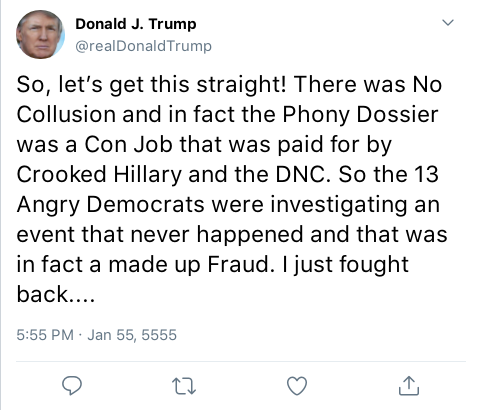 Donald J. Trump
@realDonaldTrump
So, let’s get this straight! There was No
Collusion and in fact the Phony Dossier
was a Con Job that was paid for by
Crooked Hillary and the DNC. So the 13
Angry Democrats were investigating an
event that never happened and that was
in fact a made up Fraud. I just fought
back....
5:55 PM · Jan 55, 5555